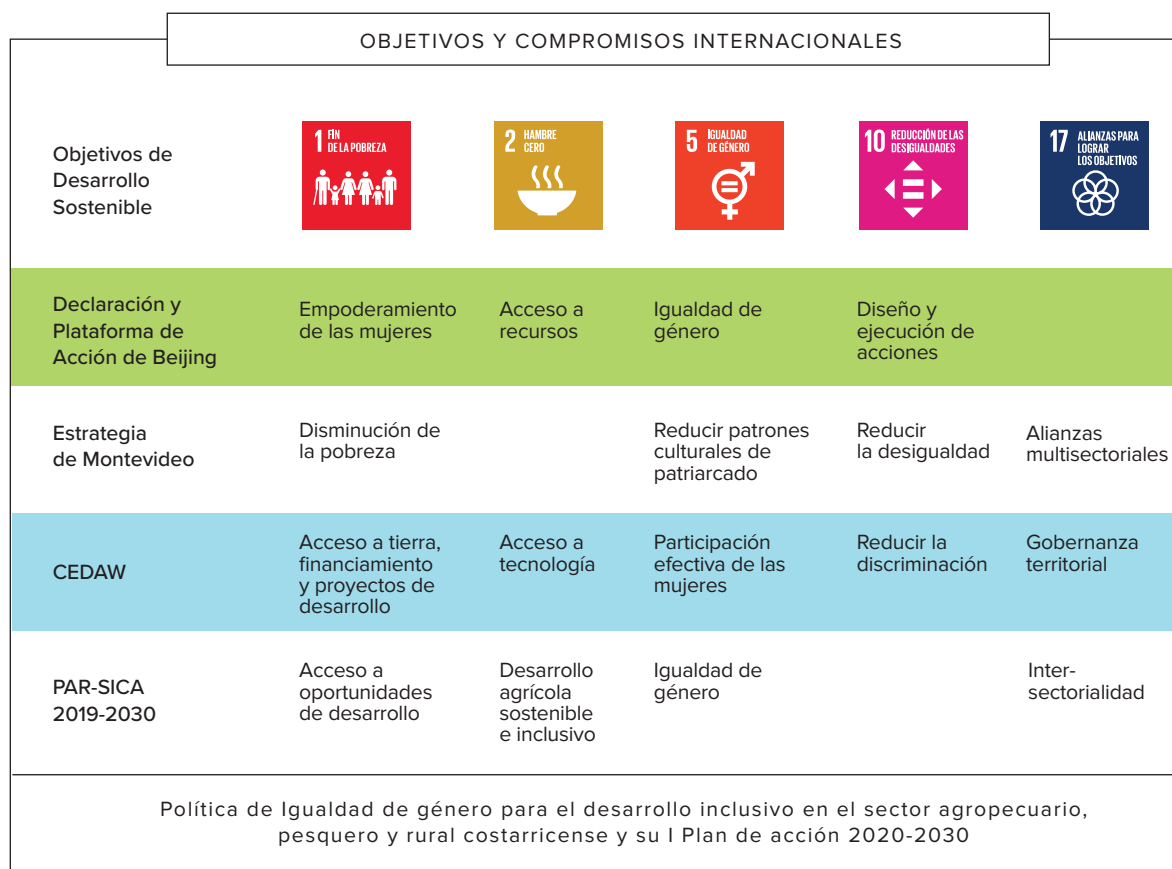 OBJETIVOS Y COMPROMISOS INTERNACIONALES
Objetivos de
Desarrollo
Sostenible
1 FIN
DE LA POBREZA
2 HAMBRE
CERO
5 IGUALDAD
DE GÉNERO
10 REDUCCIÓN DE LAS
DESIGUALDADES
17 ALIANZAS PARA
LOGRAR
LOS OBJETIVOS
Declaración y
Plataforma de
Acción de Beijing
Empoderamiento
de las mujeres
Acceso a
recursos
Igualdad de
género
Diseño y
ejecución de
acciones
Estrategia
de Montevideo
Disminución de
la pobreza
Reducir patrones
culturales de
patriarcado
Reducir
la desigualdad
Alianzas
multisectoriales
CEDAW
Acceso a tierra,
financiamiento
y proyectos de
desarrollo
Acceso a
tecnología
Participación
efectiva de las
mujeres
Reducir la
discriminación
Gobernanza
territorial
PAR-SICA
2019-2030
Acceso a
oportunidades
de desarrollo
Desarrollo
agrícola
sostenible
e inclusivo
Igualdad de
género
Inter-
sectorialidad
Política de Igualdad de género para el desarrollo inclusivo en el sector agropecuario,
pesquero y rural costarricense y su I Plan de acción 2020-2030